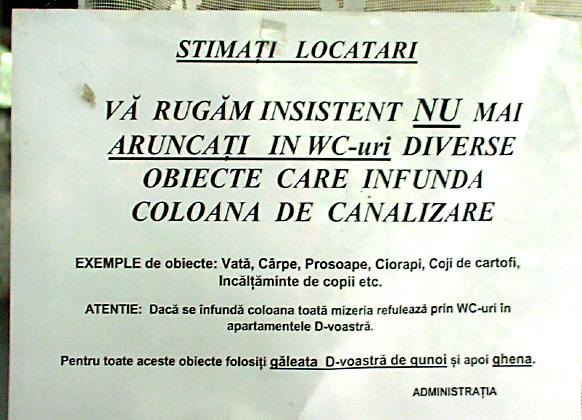 STIMAȚI LOCATARI
VĂ RUGĂM INSISTENT NU MAI
ARUNCAȚI IN WC-uri DIVERSE
OBIECTE CARE INFUNDA
COLOANA DE CANALIZARE
EXEMPLE de obiecte: Vată, Cârpe, Prosoape, Ciorapi, Coji de cartofi,
Incălțăminte de copii etc.
ATENTIE: Dacă se înfundă coloana toată mizeria refulează prin WC-uri în
apartamentele D-voastră.
Pentru toate aceste obiecte folosiți găleata D-voastră de gunoi și apoi ghena.
ADMINISTRAȚIA